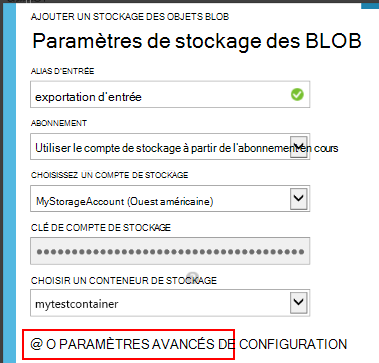 AJOUTER UN STOCKAGE DES OBJETS BLOB
Paramètres de stockage des BLOB
ALIAS D'ENTRÉE
exportation d'entrée
ABONNEMENT
Utiliser le compte de stockage à partir de l'abonnement en cours
CHOISISSEZ UN COMPTE DE STOCKAGE
MyStorageAccount (Ouest américaine)
CLÉ DE COMPTE DE STOCKAGE
CHOISIR UN CONTENEUR DE STOCKAGE
mytestcontainer
@ O PARAMÈTRES AVANCÉS DE CONFIGURATION